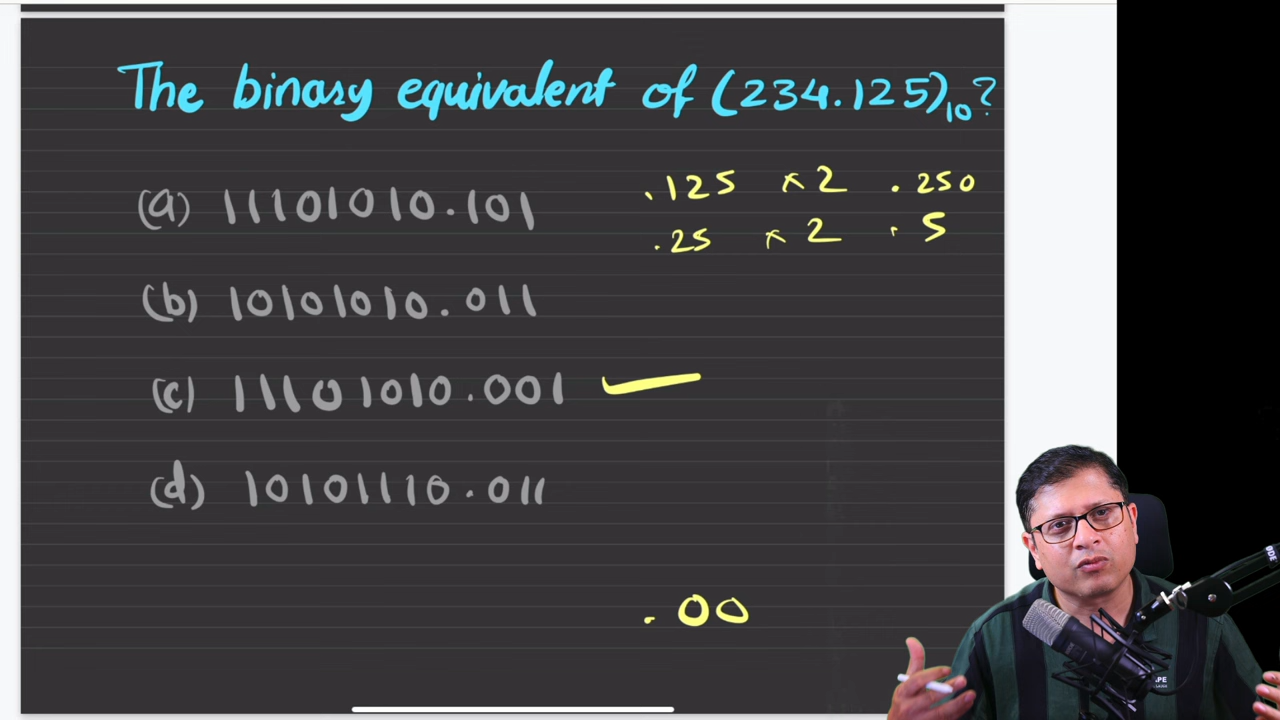 The binary equivalent of (234.125)10?
(a) 11101010.101
.125 × 2 .250
.25 × 2 .5
(b) 10101010.011
(c) 11101010.001
(d) 10101110.011
.00